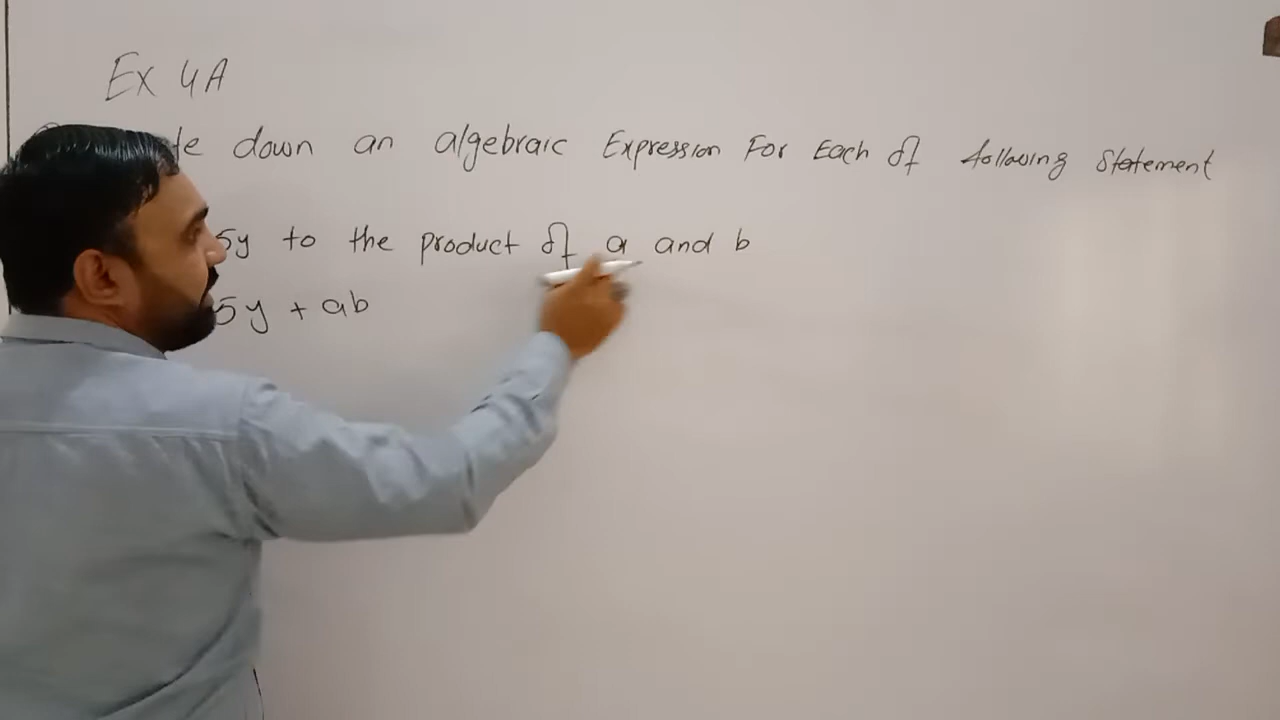 Ex 4A
down an algebraic Expression For Each of following Statement
5y to the product of a and b
5y + ab